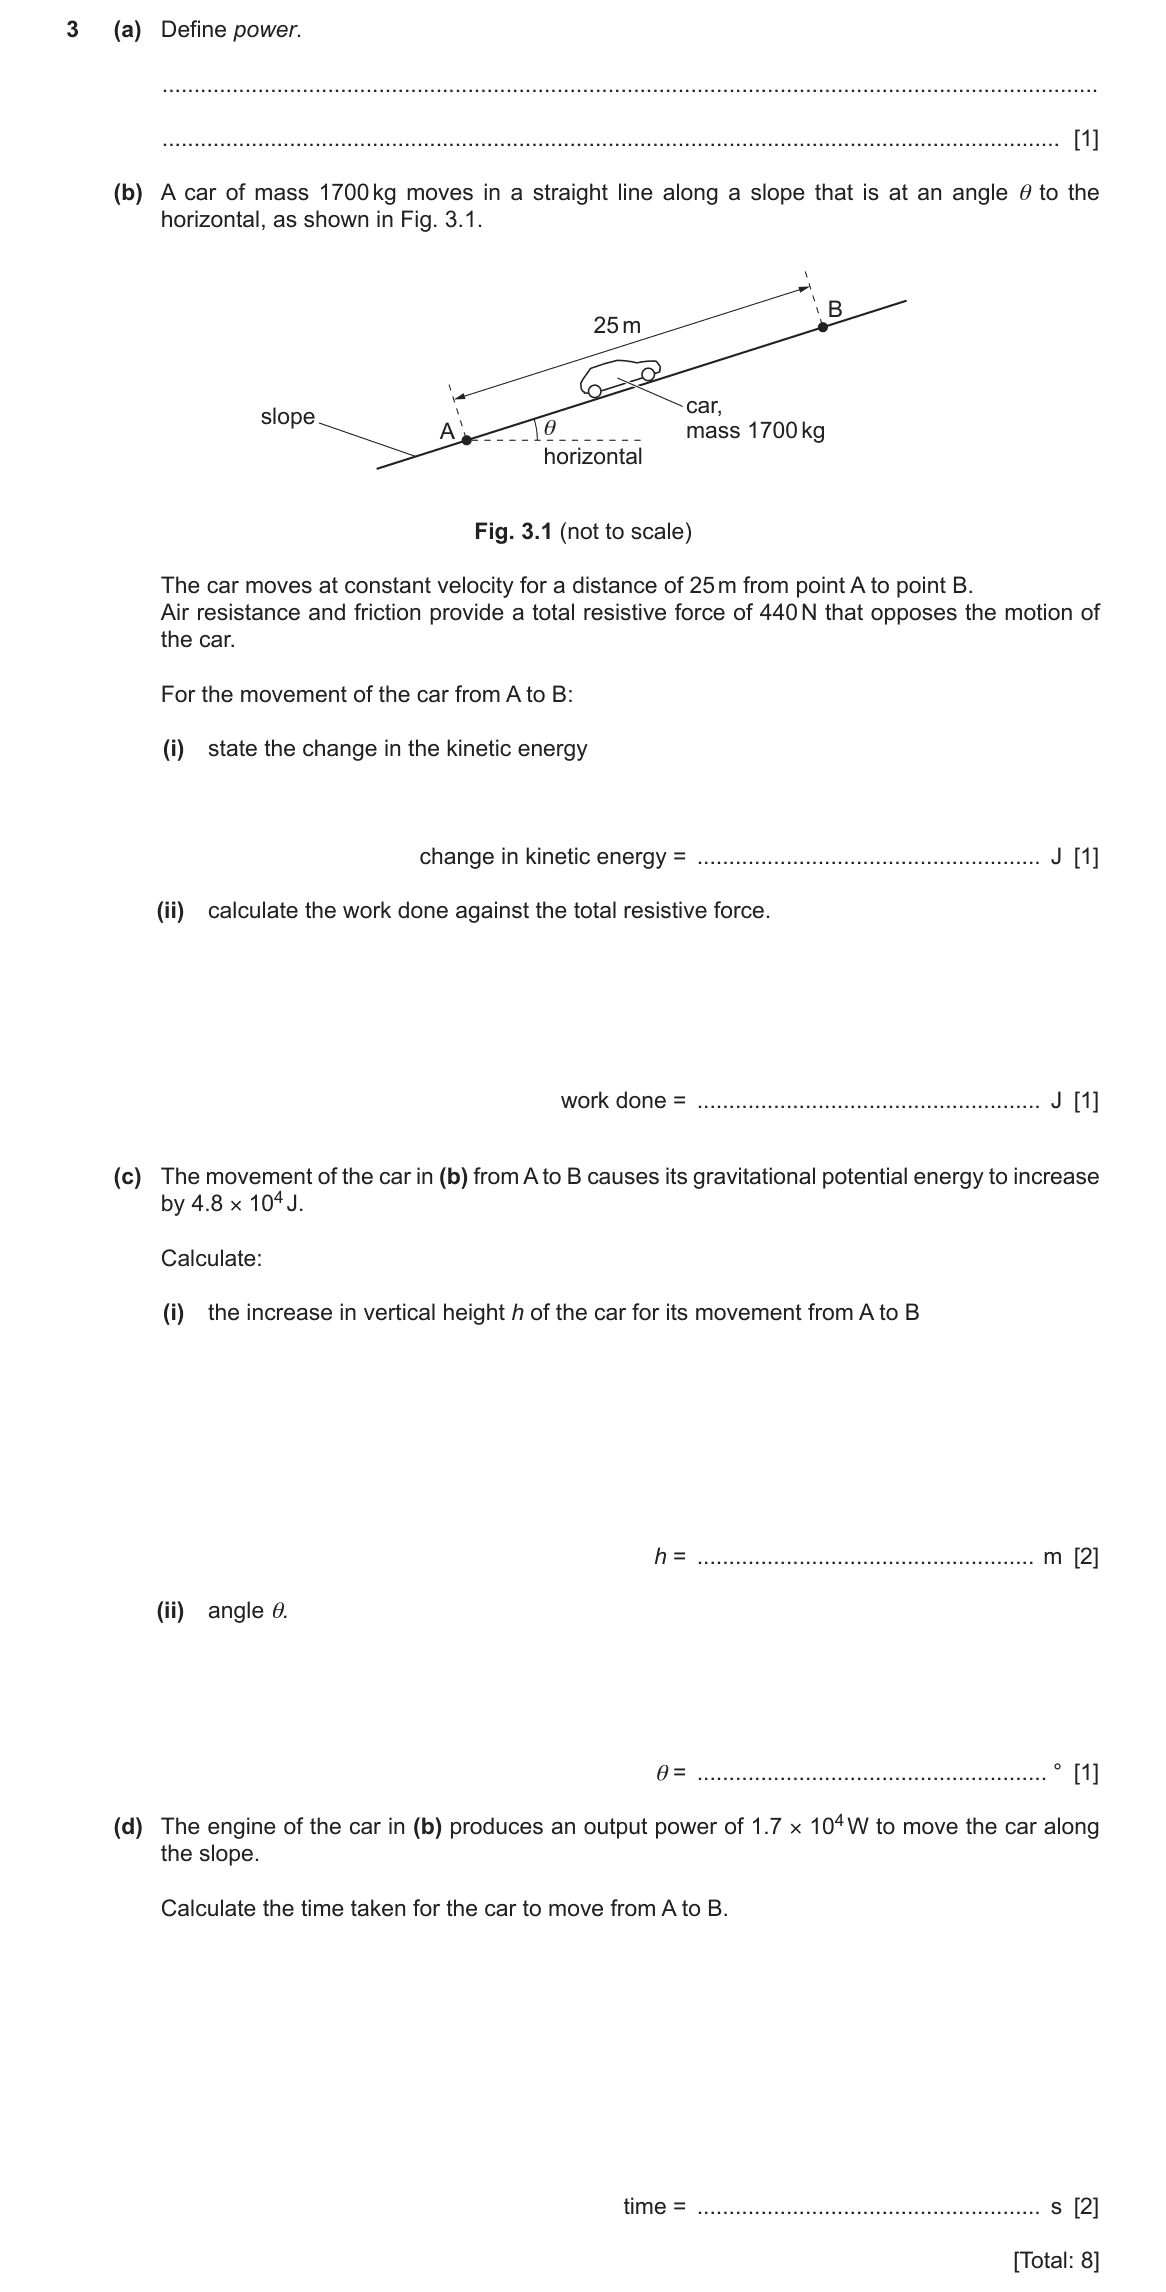 3 (a) Define power.
........................................................................................................................................................
.................................................................................................................................................. [1]
(b) A car of mass 1700 kg moves in a straight line along a slope that is at an angle θ to the
horizontal, as shown in Fig. 3.1.
B
25 m
car,
mass 1700 kg
slope
A
θ
horizontal
Fig. 3.1 (not to scale)
The car moves at constant velocity for a distance of 25 m from point A to point B.
Air resistance and friction provide a total resistive force of 440 N that opposes the motion of
the car.
For the movement of the car from A to B:
(i) state the change in the kinetic energy
change in kinetic energy = ...................................................... J [1]
(ii) calculate the work done against the total resistive force.
work done = ...................................................... J [1]
(c) The movement of the car in (b) from A to B causes its gravitational potential energy to increase
by 4.8 × 10⁴ J.
Calculate:
(i) the increase in vertical height h of the car for its movement from A to B
h = ..................................................... m [2]
(ii) angle θ.
θ = ....................................................... ° [1]
(d) The engine of the car in (b) produces an output power of 1.7 × 10⁴ W to move the car along
the slope.
Calculate the time taken for the car to move from A to B.
time = ...................................................... s [2]
[Total: 8]